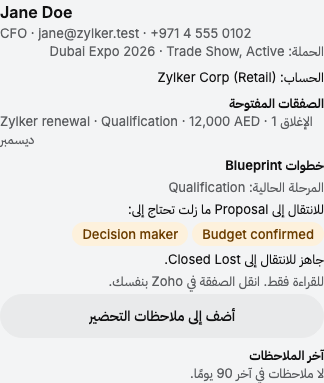 Jane Doe
CFO · jane@zylker.test · +971 4 555 0102
الحملة: Dubai Expo 2026 · Trade Show, Active
الحساب: Zylker Corp (Retail)
الصفقات المفتوحة
Zylker renewal · Qualification · 12,000 AED · الإغلاق 1
ديسمبر
خطوات Blueprint
المرحلة الحالية: Qualification
للانتقال إلى Proposal ما زلت تحتاج إلى:
Budget confirmed Decision maker
جاهز للانتقال إلى Closed Lost.
للقراءة فقط. انقل الصفقة في Zoho بنفسك.
أضف إلى ملاحظات التحضير
آخر الملاحظات
لا ملاحظات في آخر 90 يومًا.